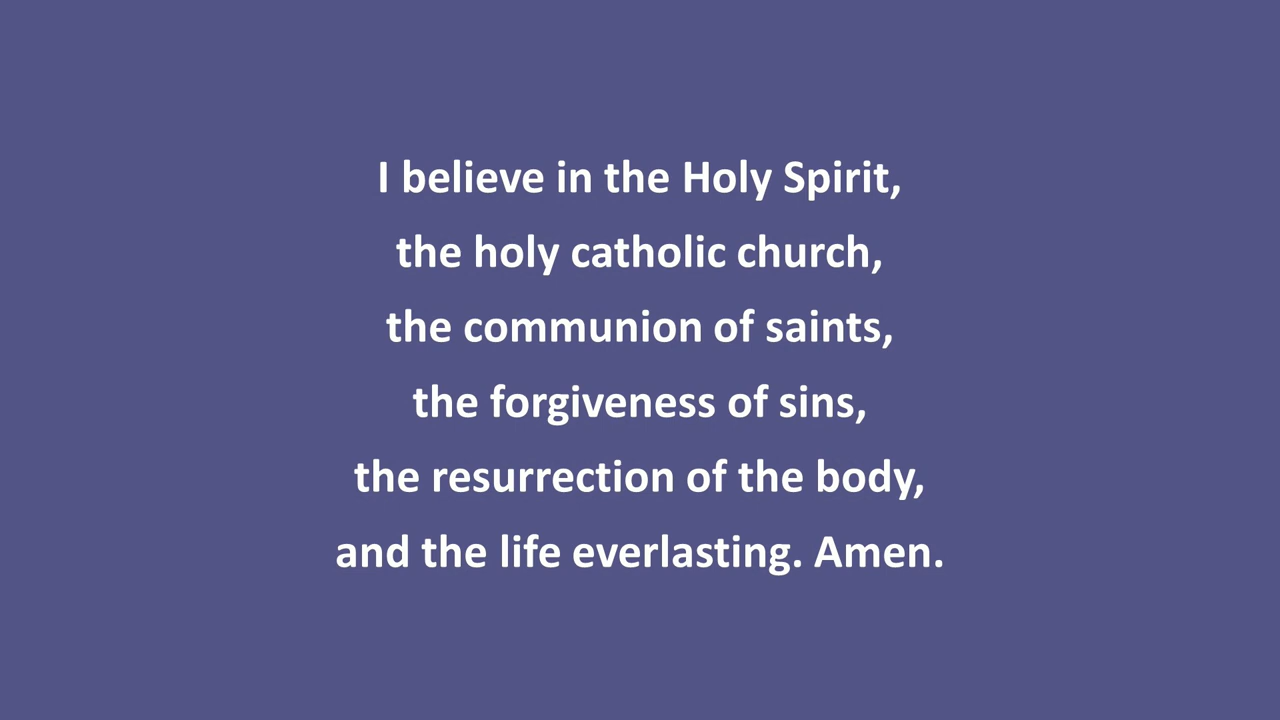 I believe in the Holy Spirit,
the holy catholic church,
the communion of saints,
the forgiveness of sins,
the resurrection of the body,
and the life everlasting. Amen.